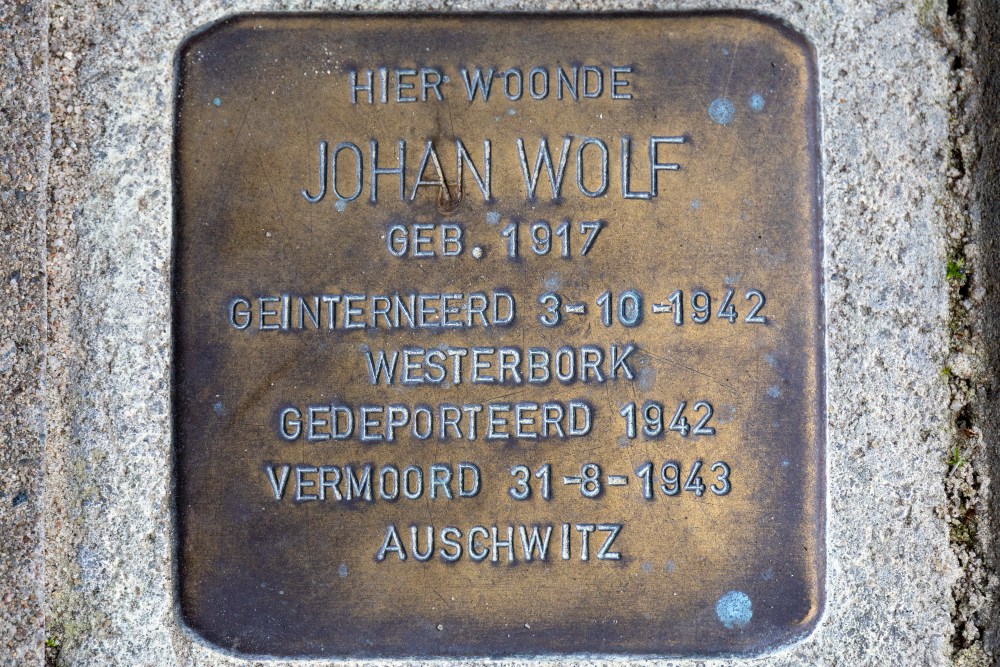 HIER WOONDE
JOHAN WOLF
GEB. 1917
GEINTERNEERD 3-10-1942
WESTERBORK
GEDEPORTEERD 1942
VERMOORD 31-8-1943
AUSCHWITZ